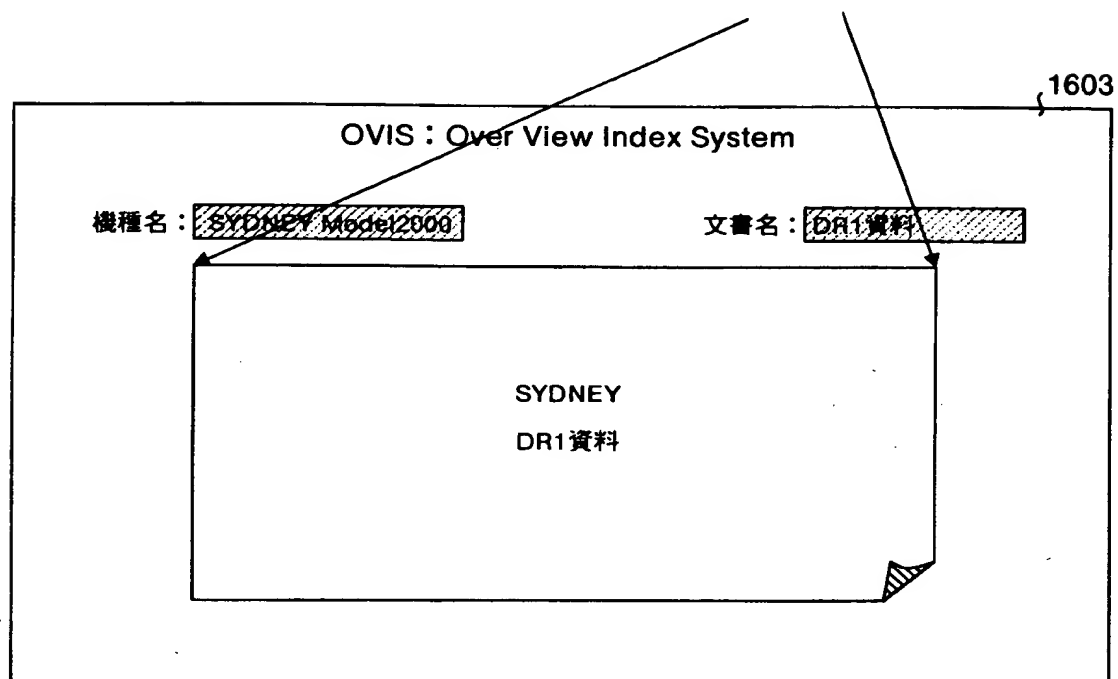 1603
OVIS：Over View Index System
機種名：SYDNEY Model2000 文書名：DR1資料
SYDNEY
DR1資料